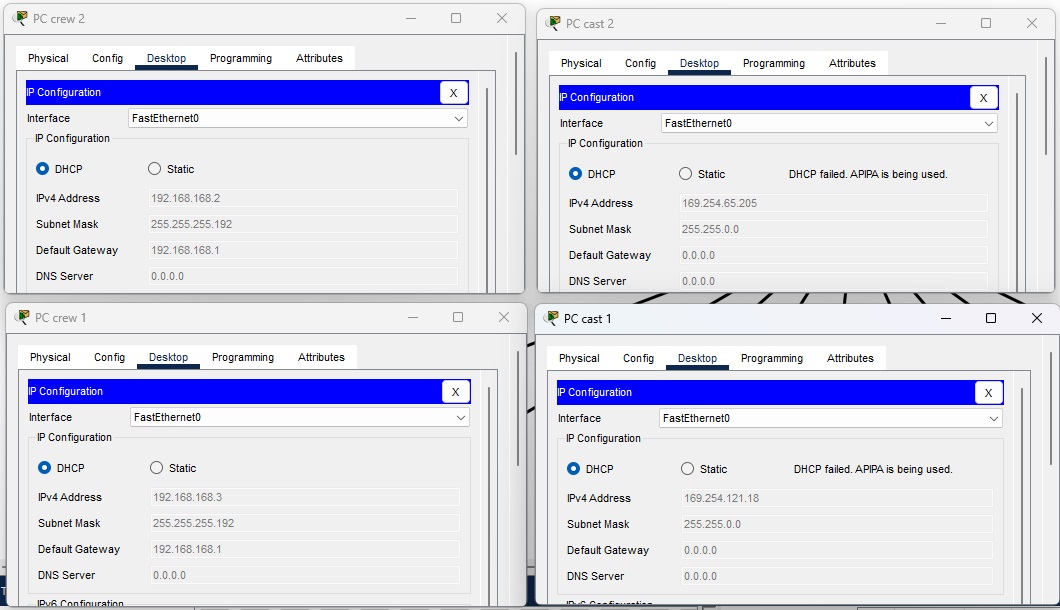 PC crew 2
Physical Config Desktop Programming Attributes
IP Configuration X
Interface FastEthernet0
IP Configuration
DHCP Static
IPv4 Address 192.168.168.2
Subnet Mask 255.255.255.192
Default Gateway 192.168.168.1
DNS Server 0.0.0.0
PC cast 2
Physical Config Desktop Programming Attributes
IP Configuration X
Interface FastEthernet0
IP Configuration
DHCP Static DHCP failed. APIPA is being used.
IPv4 Address 169.254.65.205
Subnet Mask 255.255.0.0
Default Gateway 0.0.0.0
DNS Server 0.0.0.0
PC crew 1
Physical Config Desktop Programming Attributes
IP Configuration X
Interface FastEthernet0
IP Configuration
DHCP Static
IPv4 Address 192.168.168.3
Subnet Mask 255.255.255.192
Default Gateway 192.168.168.1
DNS Server 0.0.0.0
IPv6 Configuration
PC cast 1
Physical Config Desktop Programming Attributes
IP Configuration X
Interface FastEthernet0
IP Configuration
DHCP Static DHCP failed. APIPA is being used.
IPv4 Address 169.254.121.18
Subnet Mask 255.255.0.0
Default Gateway 0.0.0.0
DNS Server 0.0.0.0
IPv6 Configuration